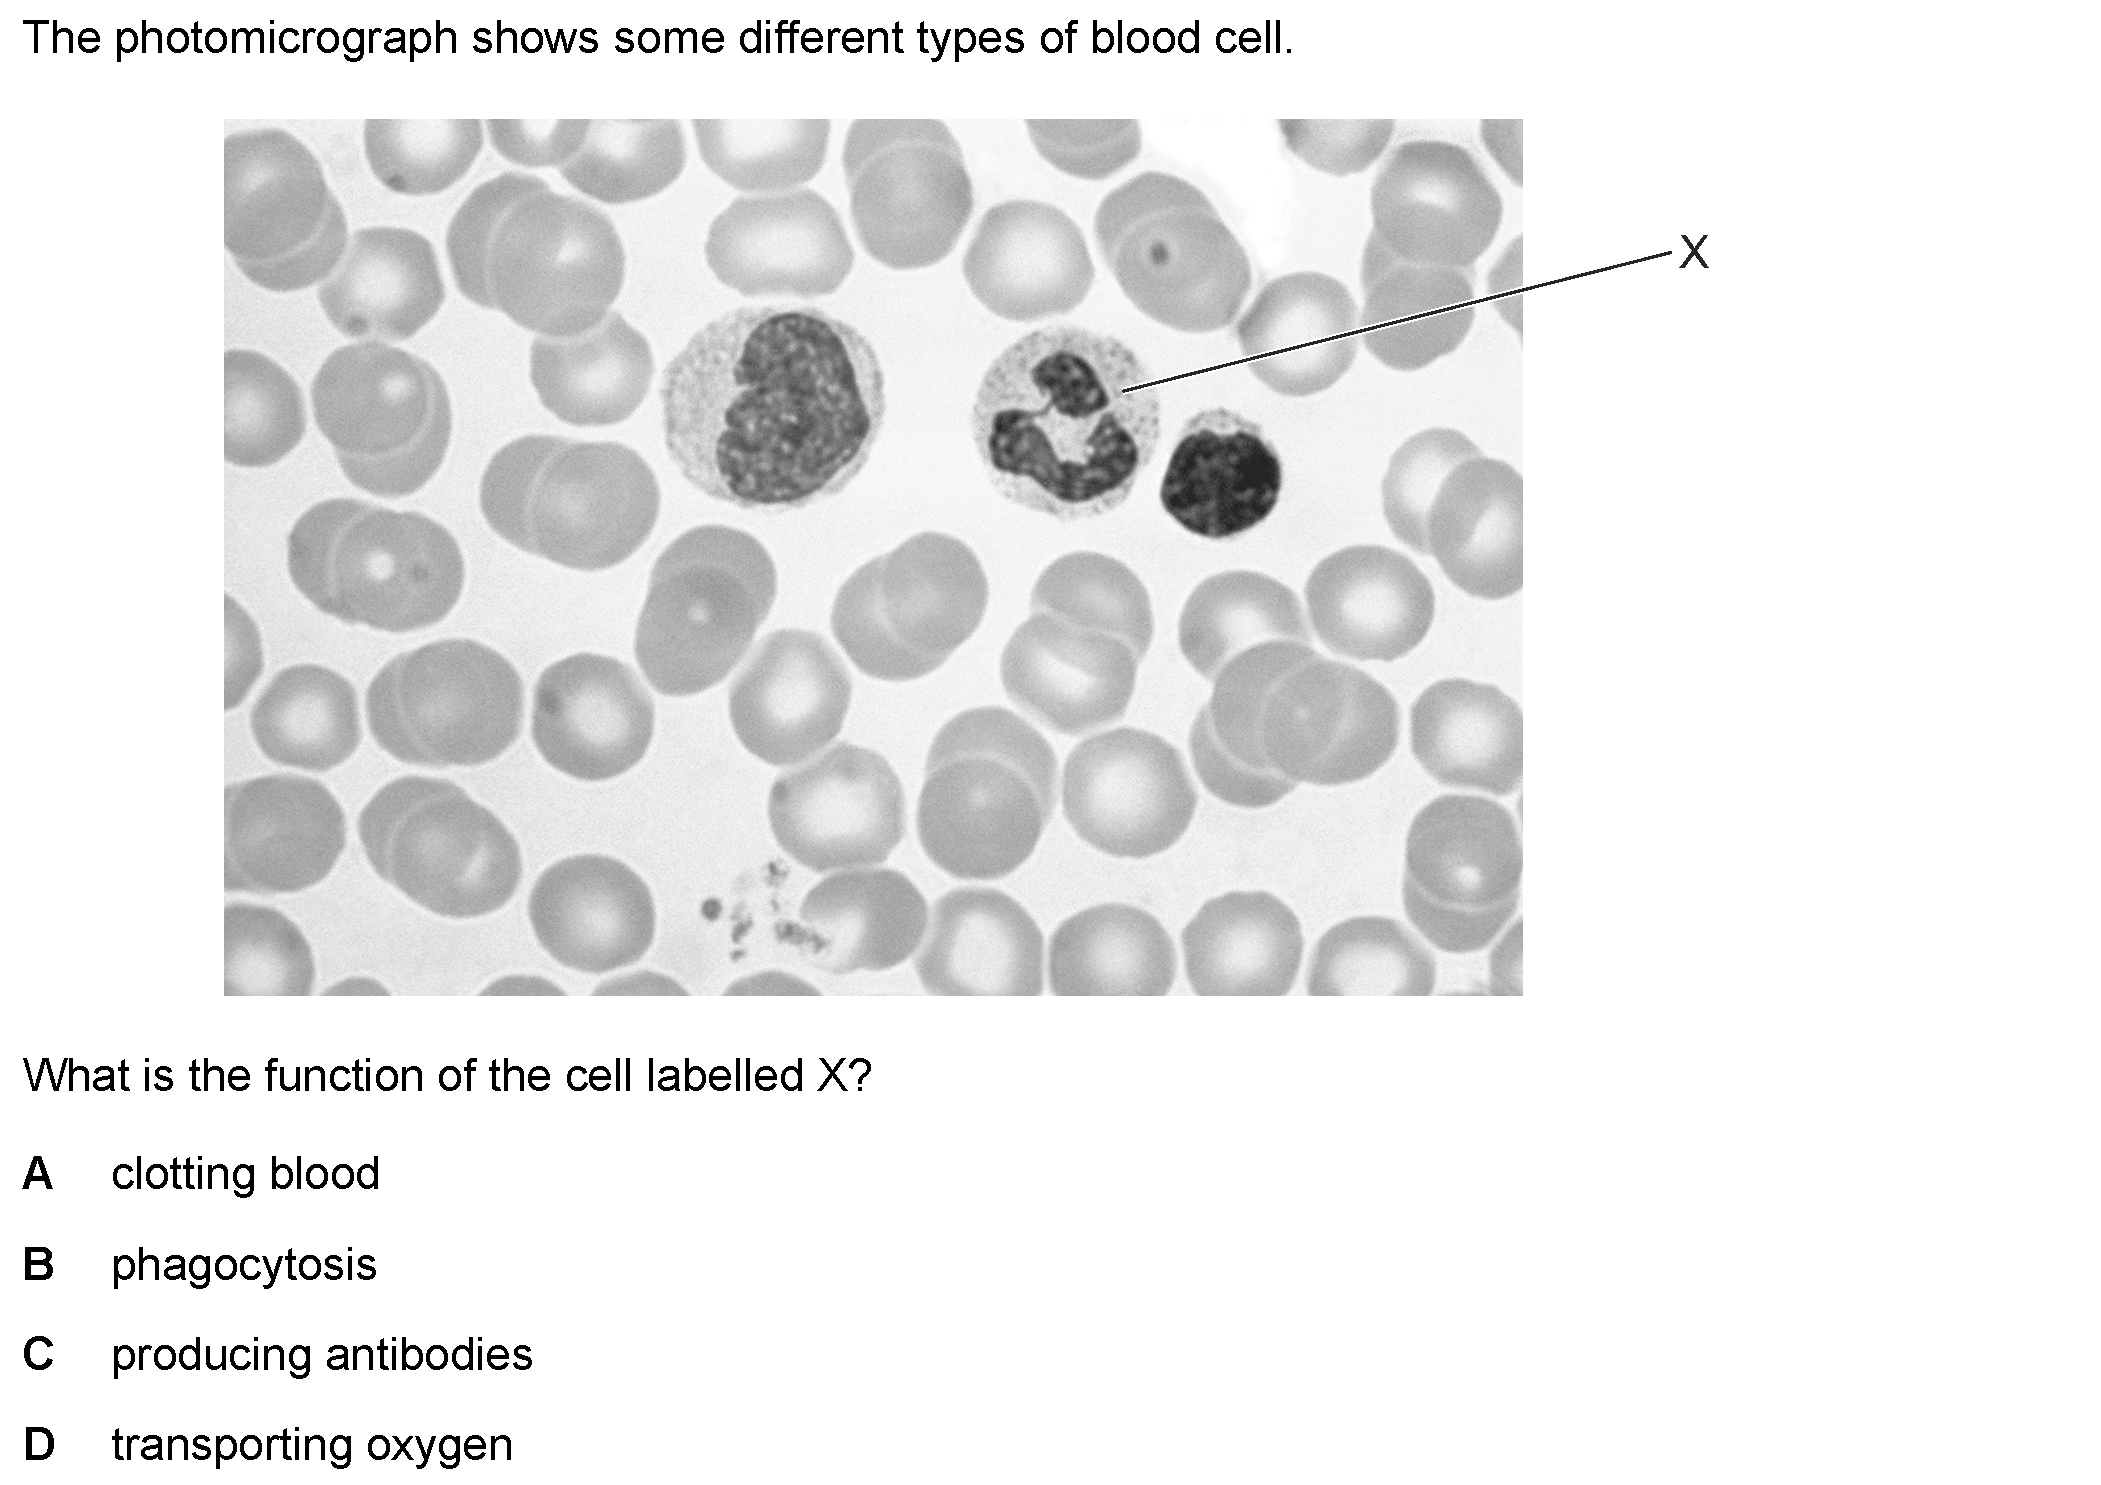 The photomicrograph shows some different types of blood cell.
X
What is the function of the cell labelled X?
A clotting blood
B phagocytosis
C producing antibodies
D transporting oxygen